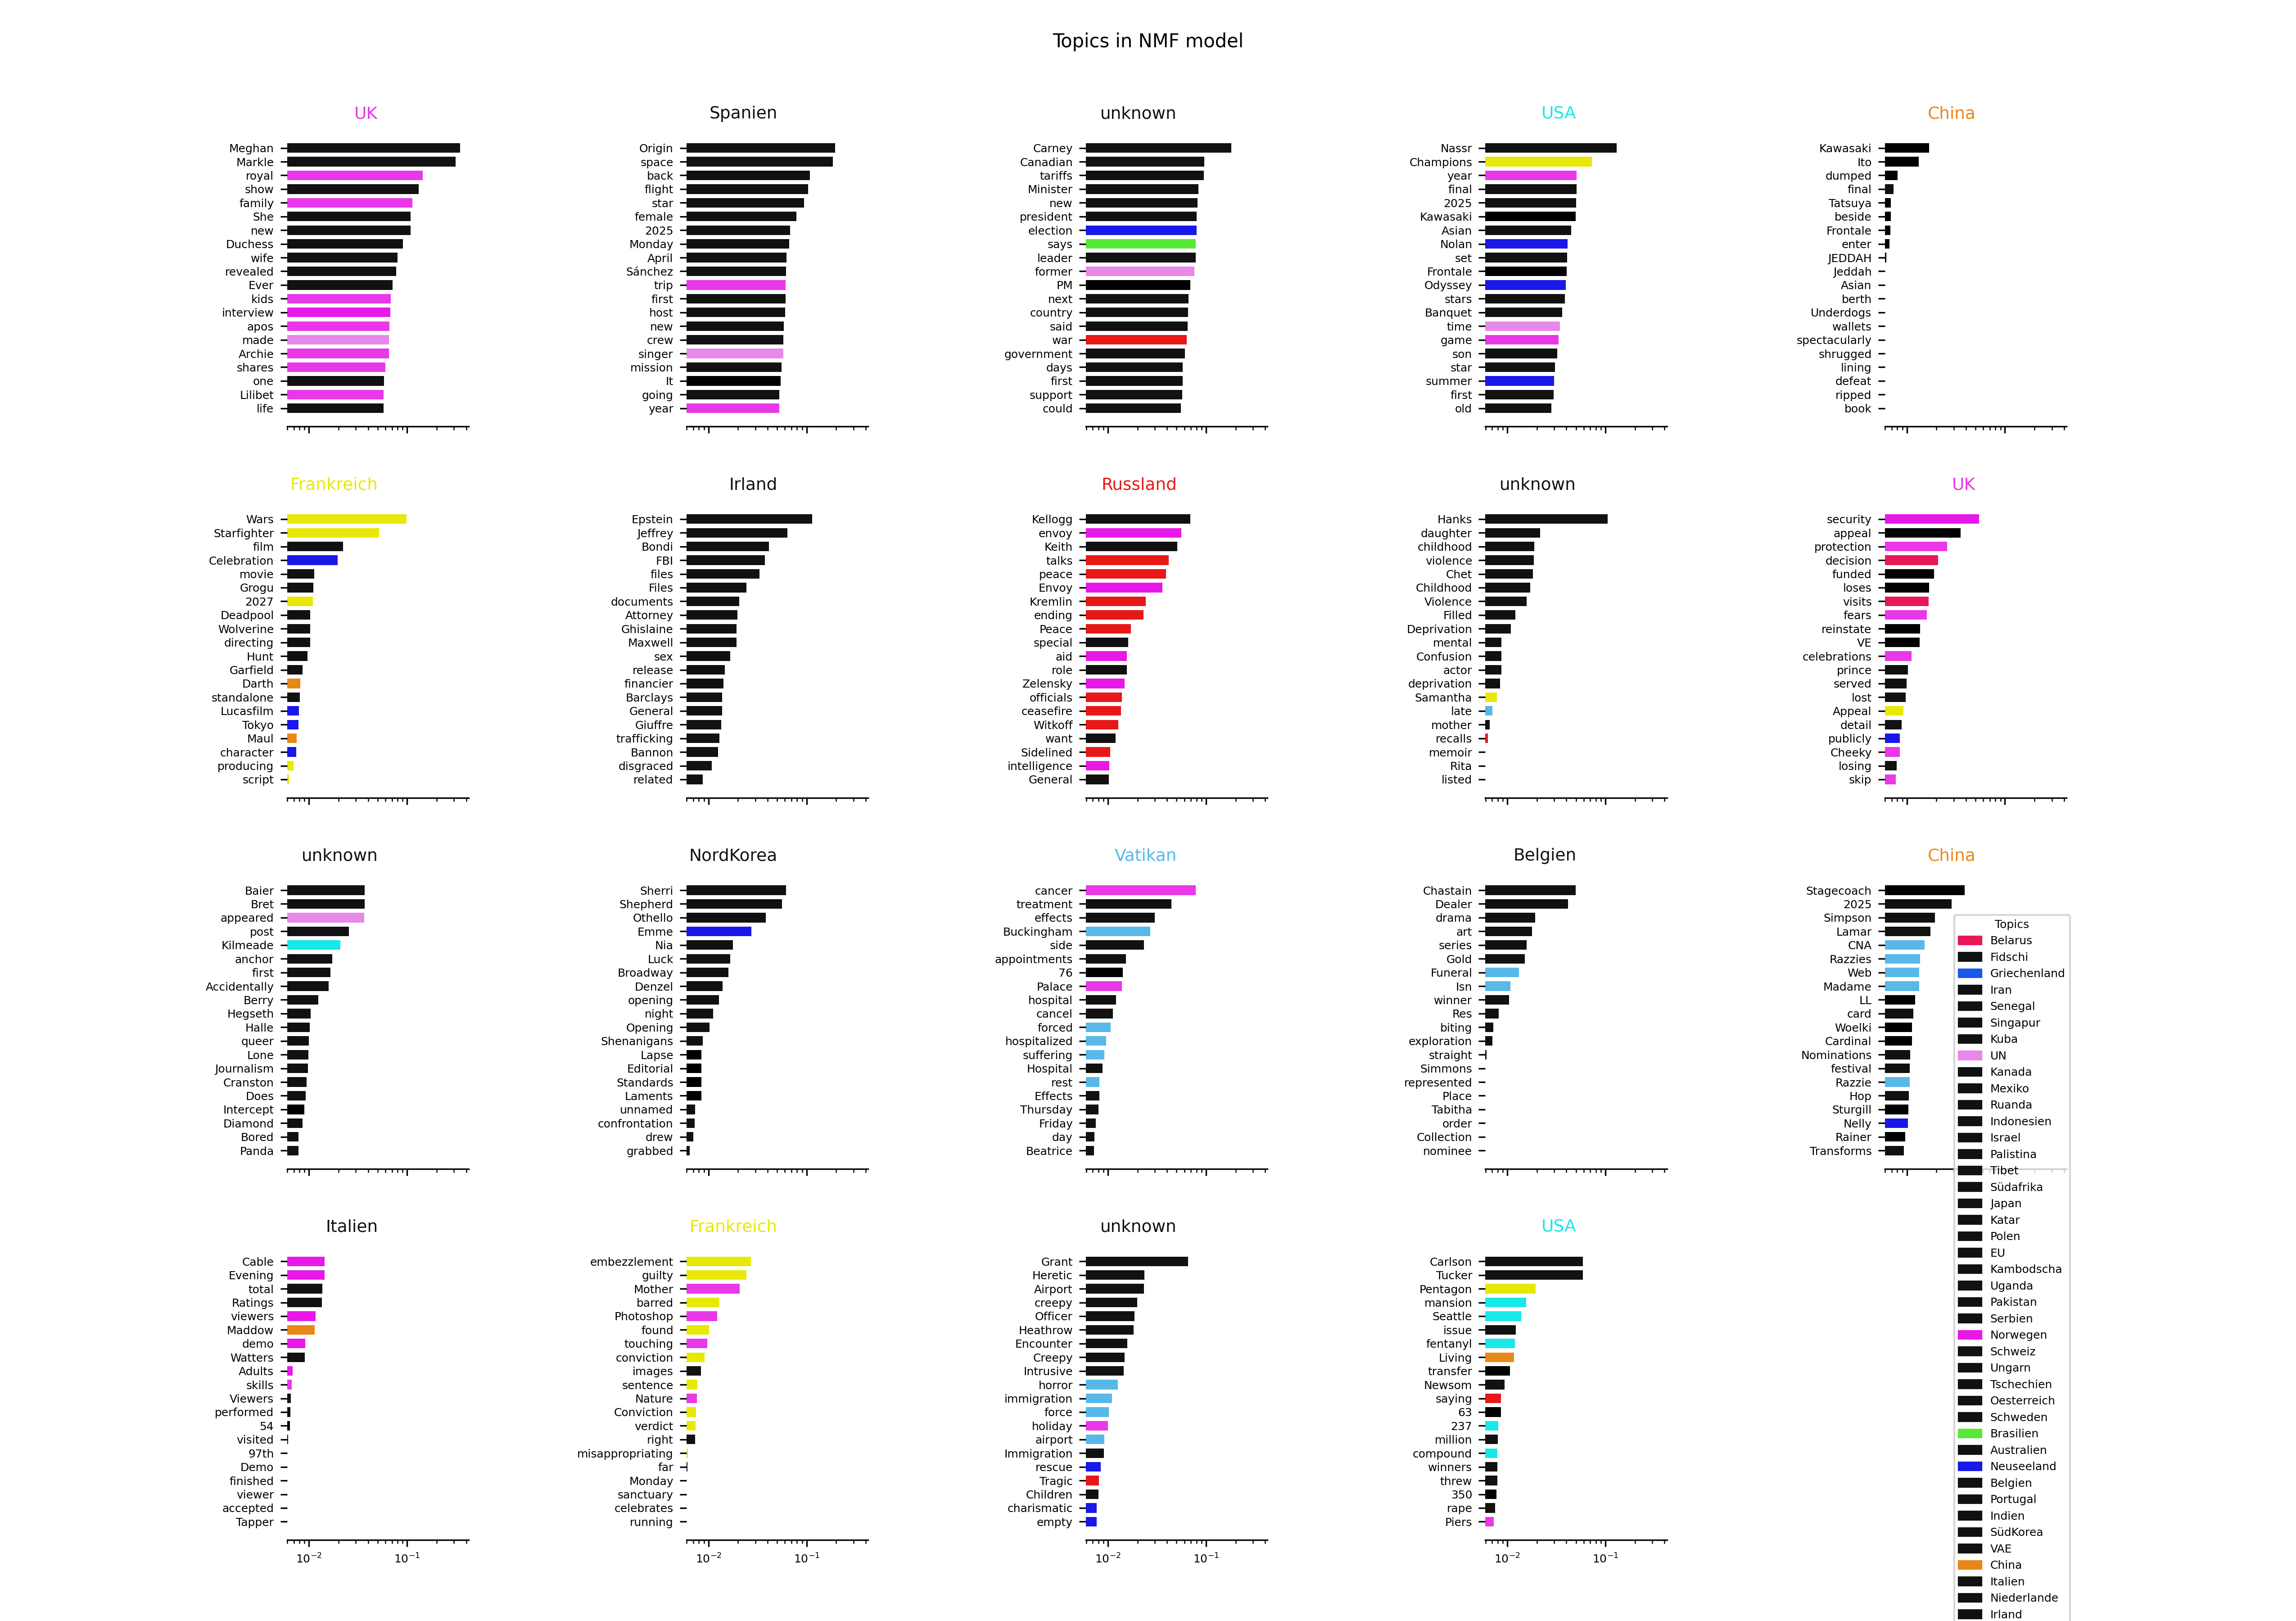 Topics in NMF model
UK
Meghan
Markle
royal
show
family
She
new
Duchess
wife
revealed
Ever
kids
interview
apos
made
Archie
shares
one
Lilibet
life
Spanien
Origin
space
back
flight
star
female
2025
Monday
April
Sánchez
trip
first
host
new
crew
singer
mission
It
going
year
unknown
Carney
Canadian
tariffs
Minister
new
president
election
says
leader
former
PM
next
country
said
war
government
days
first
support
could
USA
Nassr
Champions
year
final
2025
Kawasaki
Asian
Nolan
set
Frontale
Odyssey
stars
Banquet
time
game
son
star
summer
first
old
China
Kawasaki
Ito
dumped
final
Tatsuya
beside
Frontale
enter
JEDDAH
Jeddah
Asian
berth
Underdogs
wallets
spectacularly
shrugged
lining
defeat
ripped
book
Frankreich
Wars
Starfighter
film
Celebration
movie
Grogu
2027
Deadpool
Wolverine
directing
Hunt
Garfield
Darth
standalone
Lucasfilm
Tokyo
Maul
character
producing
script
Irland
Epstein
Jeffrey
Bondi
FBI
files
Files
documents
Attorney
Ghislaine
Maxwell
sex
release
financier
Barclays
General
Giuffre
trafficking
Bannon
disgraced
related
Russland
Kellogg
envoy
Keith
talks
peace
Envoy
Kremlin
ending
Peace
special
aid
role
Zelensky
officials
ceasefire
Witkoff
want
Sidelined
intelligence
General
unknown
Hanks
daughter
childhood
violence
Chet
Childhood
Violence
Filled
Deprivation
mental
Confusion
actor
deprivation
Samantha
late
mother
recalls
memoir
Rita
listed
UK
security
appeal
protection
decision
funded
loses
visits
fears
reinstate
VE
celebrations
prince
served
lost
Appeal
detail
publicly
Cheeky
losing
skip
unknown
Baier
Bret
appeared
post
Kilmeade
anchor
first
Accidentally
Berry
Hegseth
Halle
queer
Lone
Journalism
Cranston
Does
Intercept
Diamond
Bored
Panda
NordKorea
Sherri
Shepherd
Othello
Emme
Nia
Luck
Broadway
Denzel
opening
night
Opening
Shenanigans
Lapse
Editorial
Standards
Laments
unnamed
confrontation
drew
grabbed
Vatikan
cancer
treatment
effects
Buckingham
side
appointments
76
Palace
hospital
cancel
forced
hospitalized
suffering
Hospital
rest
Effects
Thursday
Friday
day
Beatrice
Belgien
Chastain
Dealer
drama
art
series
Gold
Funeral
Isn
winner
Res
biting
exploration
straight
Simmons
represented
Place
Tabitha
order
Collection
nominee
China
Stagecoach
2025
Simpson
Lamar
CNA
Razzies
Web
Madame
LL
card
Woelki
Cardinal
Nominations
festival
Razzie
Hop
Sturgill
Nelly
Rainer
Transforms
Italien
Cable
Evening
total
Ratings
viewers
Maddow
demo
Watters
Adults
skills
Viewers
performed
54
visited
97th
Demo
finished
viewer
accepted
Tapper
10⁻² 10⁻¹
Frankreich
embezzlement
guilty
Mother
barred
Photoshop
found
touching
conviction
images
sentence
Nature
Conviction
verdict
right
misappropriating
far
Monday
sanctuary
celebrates
running
10⁻² 10⁻¹
unknown
Grant
Heretic
Airport
creepy
Officer
Heathrow
Encounter
Creepy
Intrusive
horror
immigration
force
holiday
airport
Immigration
rescue
Tragic
Children
charismatic
empty
10⁻² 10⁻¹
USA
Carlson
Tucker
Pentagon
mansion
Seattle
issue
fentanyl
Living
transfer
Newsom
saying
63
237
million
compound
winners
threw
350
rape
Piers
10⁻² 10⁻¹
Topics
Belarus
Fidschi
Griechenland
Iran
Senegal
Singapur
Kuba
UN
Kanada
Mexiko
Ruanda
Indonesien
Israel
Palistina
Tibet
Südafrika
Japan
Katar
Polen
EU
Kambodscha
Uganda
Pakistan
Serbien
Norwegen
Schweiz
Ungarn
Tschechien
Oesterreich
Schweden
Brasilien
Australien
Neuseeland
Belgien
Portugal
Indien
SüdKorea
VAE
China
Italien
Niederlande
Irland